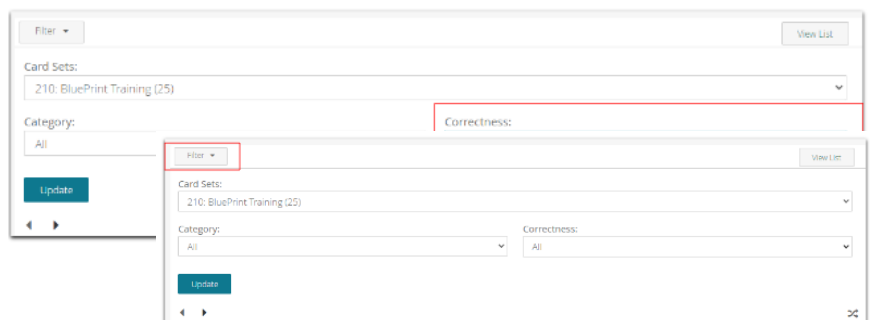 Filter
View List
Card Sets:
210: BluePrint Training (25)
Category:
Correctness:
All
Update
Filter
View List
Card Sets:
210: BluePrint Training (25)
Category:
Correctness:
All
All
Update